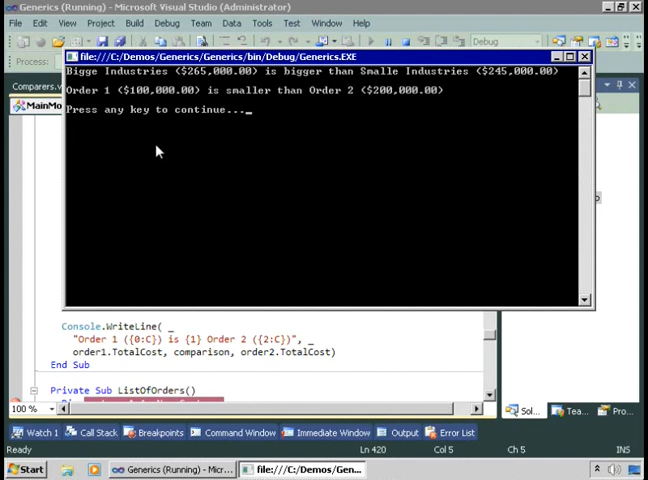 Generics (Running) - Microsoft Visual Studio (Administrator)
File Edit View Project Build Debug Team Data Tools Test Window Help
Debug
Process:
file:///C:/Demos/Generics/Generics/bin/Debug/Generics.EXE
Comparers.v
MainMo
Bigge Industries ($265,000.00) is bigger than Smalle Industries ($245,000.00)
Order 1 ($100,000.00) is smaller than Order 2 ($200,000.00)
Press any key to continue..._
Console.WriteLine( _
"Order 1 ({0:C}) is {1} Order 2 ({2:C})", _
order1.TotalCost, comparison, order2.TotalCost)
End Sub
Private Sub ListOfOrders()
100 %
Sol... Tea... Pro...
Watch 1 Call Stack Breakpoints Command Window Immediate Window Output Error List
Ready Ln 420 Col 5 Ch 5 INS
Start Generics (Running) - Micr... file:///C:/Demos/Gen...